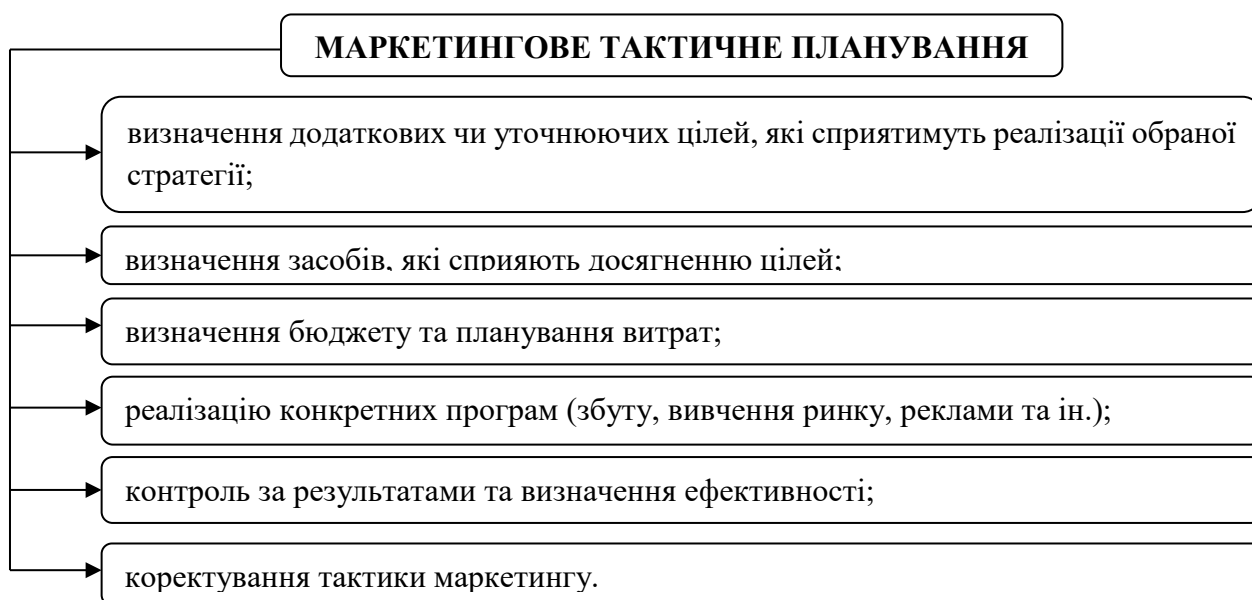 МАРКЕТИНГОВЕ ТАКТИЧНЕ ПЛАНУВАННЯ
визначення додаткових чи уточнюючих цілей, які сприятимуть реалізації обраної
стратегії;
визначення засобів, які сприяють досягненню цілей;
визначення бюджету та планування витрат;
реалізацію конкретних програм (збуту, вивчення ринку, реклами та ін.);
контроль за результатами та визначення ефективності;
коректування тактики маркетингу.